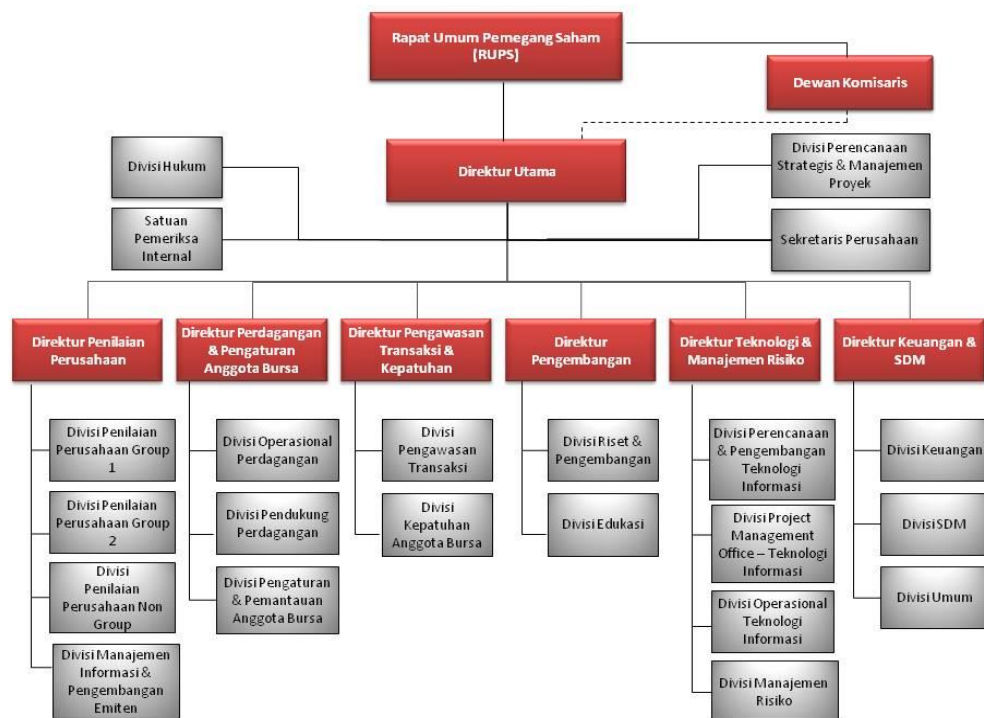 Rapat Umum Pemegang Saham
(RUPS)
Dewan Komisaris
Direktur Utama
Divisi Hukum
Satuan
Pemeriksa
Internal
Divisi Perencanaan
Strategis & Manajemen
Proyek
Sekretaris Perusahaan
Direktur Penilaian
Perusahaan
Direktur Perdagangan
& Pengaturan
Anggota Bursa
Direktur Pengawasan
Transaksi &
Kepatuhan
Direktur
Pengembangan
Direktur Teknologi &
Manajemen Risiko
Direktur Keuangan &
SDM
Divisi Penilaian
Perusahaan Group
1
Divisi Penilaian
Perusahaan Group
2
Divisi
Penilaian
Perusahaan Non
Group
Divisi Manajemen
Informasi &
Pengembangan
Emiten
Divisi Operasional
Perdagangan
Divisi Pendukung
Perdagangan
Divisi Pengaturan
& Pemantauan
Anggota Bursa
Divisi
Pengawasan
Transaksi
Divisi
Kepatuhan
Anggota Bursa
Divisi Riset &
Pengembangan
Divisi Edukasi
Divisi Perencanaan
& Pengembangan
Teknologi
Informasi
Divisi Project
Management
Office – Teknologi
Informasi
Divisi Operasional
Teknologi
Informasi
Divisi Manajemen
Risiko
Divisi Keuangan
Divisi SDM
Divisi Umum